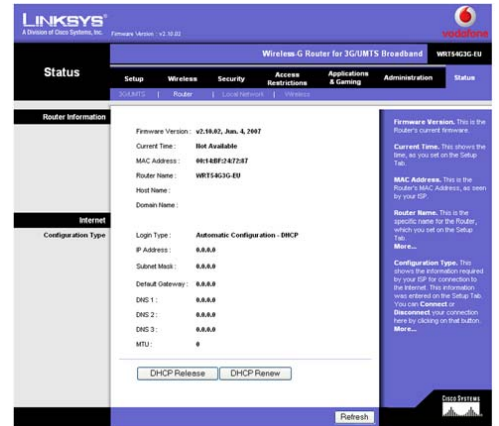 LINKSYS®
A Division of Cisco Systems, Inc.
Firmware Version : v2.10.02
vodafone
Wireless-G Router for 3G/UMTS Broadband
WRT54G3G-EU
Status
Setup
Wireless
Security
Access Restrictions
Applications & Gaming
Administration
Status
3G/UMTS | Router | Local Network | Wireless
Router Information
Firmware Version : v2.10.02, Jun. 4, 2007
Current Time : Not Available
MAC Address :
Router Name : WRT54G3G-EU
Host Name :
Domain Name :
Internet
Configuration Type
Login Type : Automatic Configuration - DHCP
IP Address : 0.0.0.0
Subnet Mask : 0.0.0.0
Default Gateway : 0.0.0.0
DNS 1 : 0.0.0.0
DNS 2 : 0.0.0.0
DNS 3 : 0.0.0.0
MTU : 0
DHCP Release
DHCP Renew
Firmware Version. This is the
Router's current firmware.
Current Time. This shows the
time, as you set on the Setup
Tab.
MAC Address. This is the
Router's MAC Address, as seen
by your ISP.
Router Name. This is the
specific name for the Router,
which you set on the Setup
Tab.
More...
Configuration Type. This
shows the information required
by your ISP for connection to
the Internet. This information
was entered on the Setup Tab.
You can Connect or
Disconnect your connection
here by clicking on that button.
More...
Refresh
CISCO SYSTEMS